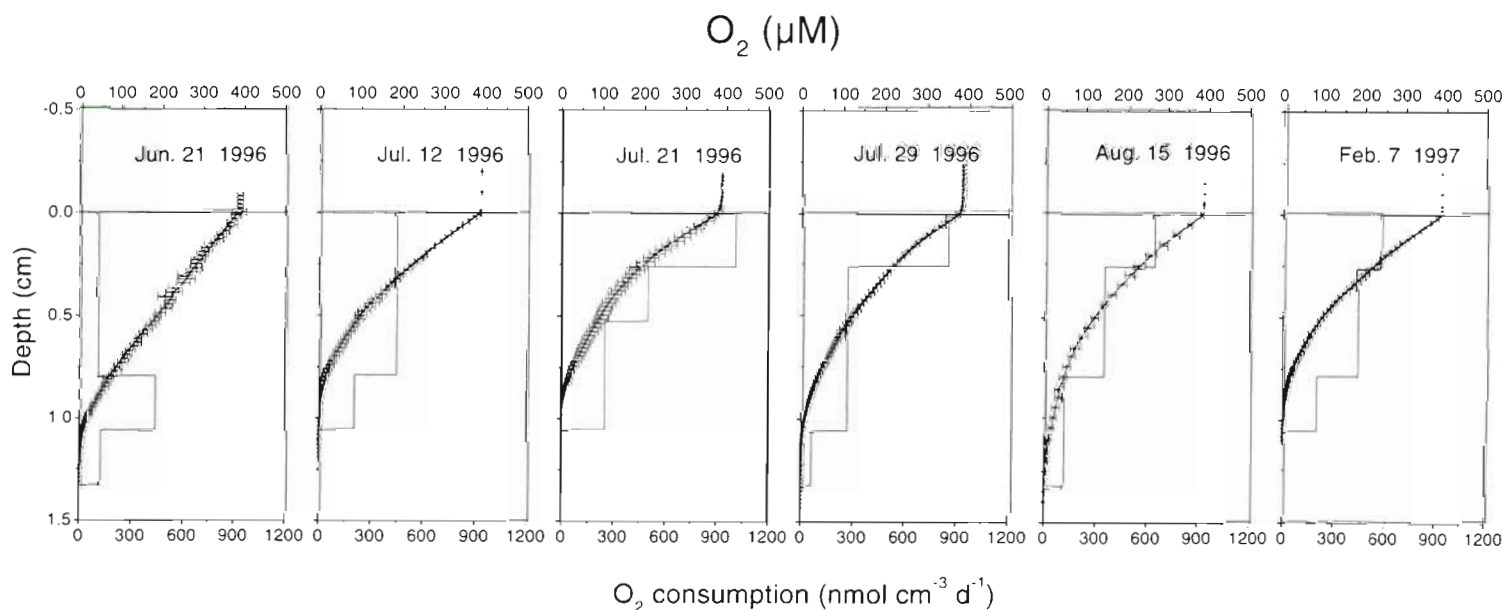 O2 (µM)
0 100 200 300 400 500 0 100 200 300 400 500 0 100 200 300 400 500 0 100 200 300 400 500 0 100 200 300 400 500 0 100 200 300 400 500
-0.5
Jun. 21 1996 Jul. 12 1996 Jul. 21 1996 Jul. 29 1996 Aug. 15 1996 Feb. 7 1997
0.0
Depth (cm)
0.5
1.0
1.5
0 300 600 900 1200 0 300 600 900 1200 0 300 600 900 1200 0 300 600 900 1200 0 300 600 900 1200 0 300 600 900 1200
O2 consumption (nmol cm-3 d-1)